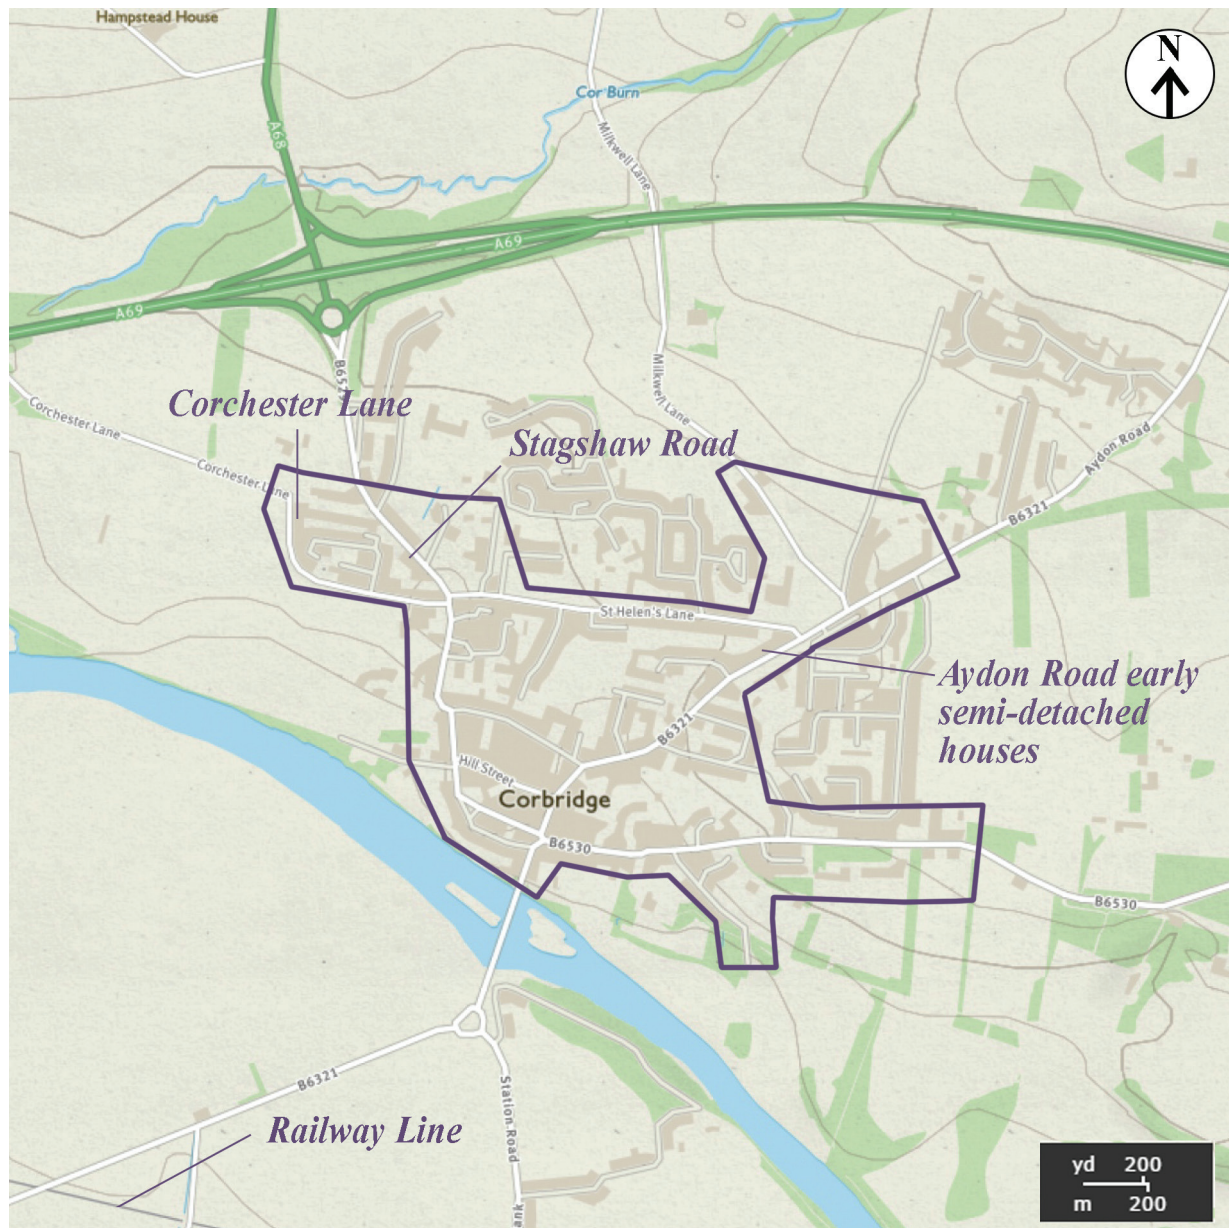 Hampstead House
N
Cor Burn
A68
Milkwell Lane
A69
A69
Milkwell Lane
Corchester Lane
Corchester Lane
Stagshaw Road
Corchester Lane
Aydon Road
B6321
St Helen's Lane
Aydon Road early
semi-detached
houses
B6321
Hill Street
Corbridge
B6530
B6530
B6321
Station Road
Railway Line
yd 200
m 200